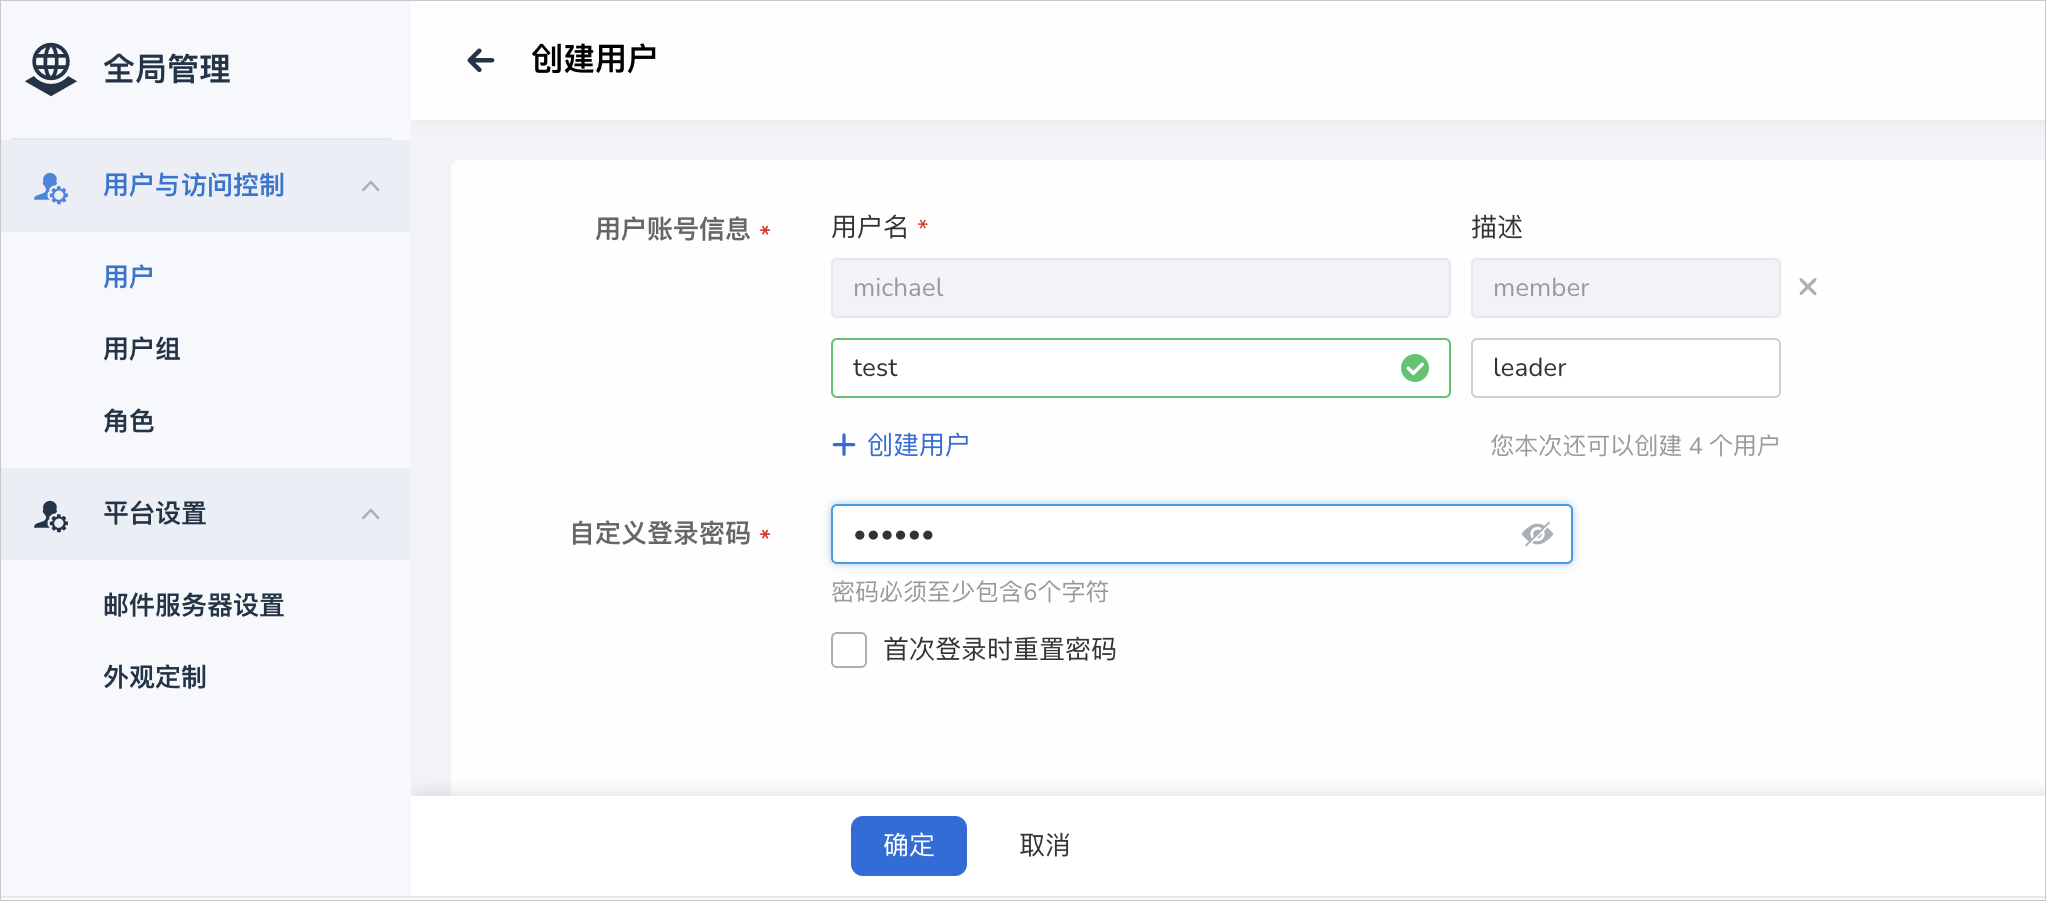 全局管理
用户与访问控制
用户
用户组
角色
平台设置
邮件服务器设置
外观定制
创建用户
用户账号信息 * 用户名 * 描述
michael member
test leader
创建用户 您本次还可以创建 4 个用户
自定义登录密码 * ••••••
密码必须至少包含6个字符
首次登录时重置密码
确定 取消